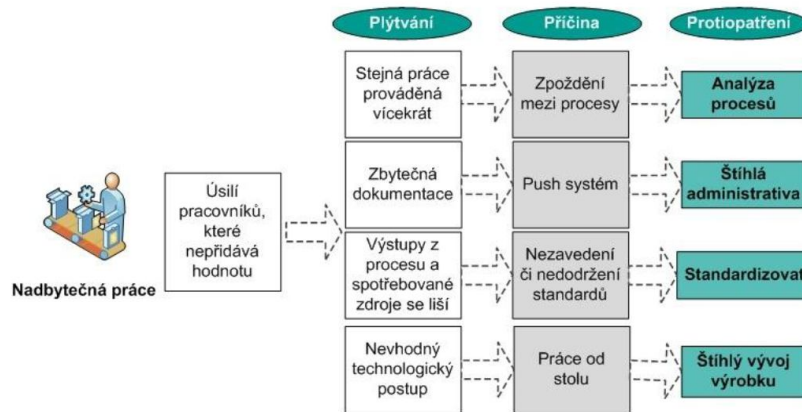 Plýtvání
Příčina
Protiopatření
Stejná práce
prováděná
vícekrát
Zpoždění
mezi procesy
Analýza
procesů
Zbytečná
dokumentace
Push systém
Štíhlá
administrativa
Nadbytečná práce
Úsilí
pracovníků,
které
nepřidává
hodnotu
Výstupy z
procesu a
spotřebované
zdroje se liší
Nezavedení
či nedodržení
standardů
Standardizovat
Nevhodný
technologický
postup
Práce od
stolu
Štíhlý vývoj
výrobku